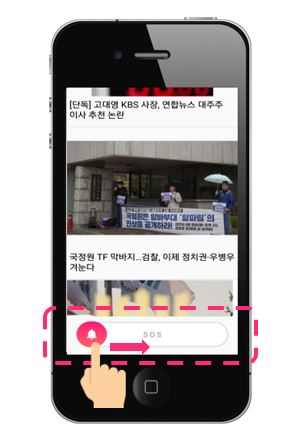 [단독] 고대영 KBS 사장, 연합뉴스 대주주
이사 추천 논란
국정원은 알바부대 '알파팀'의
진상을 공개하라!
국정원 TF 막바지...검찰, 이제 정치권·우병우
겨눈다
SOS